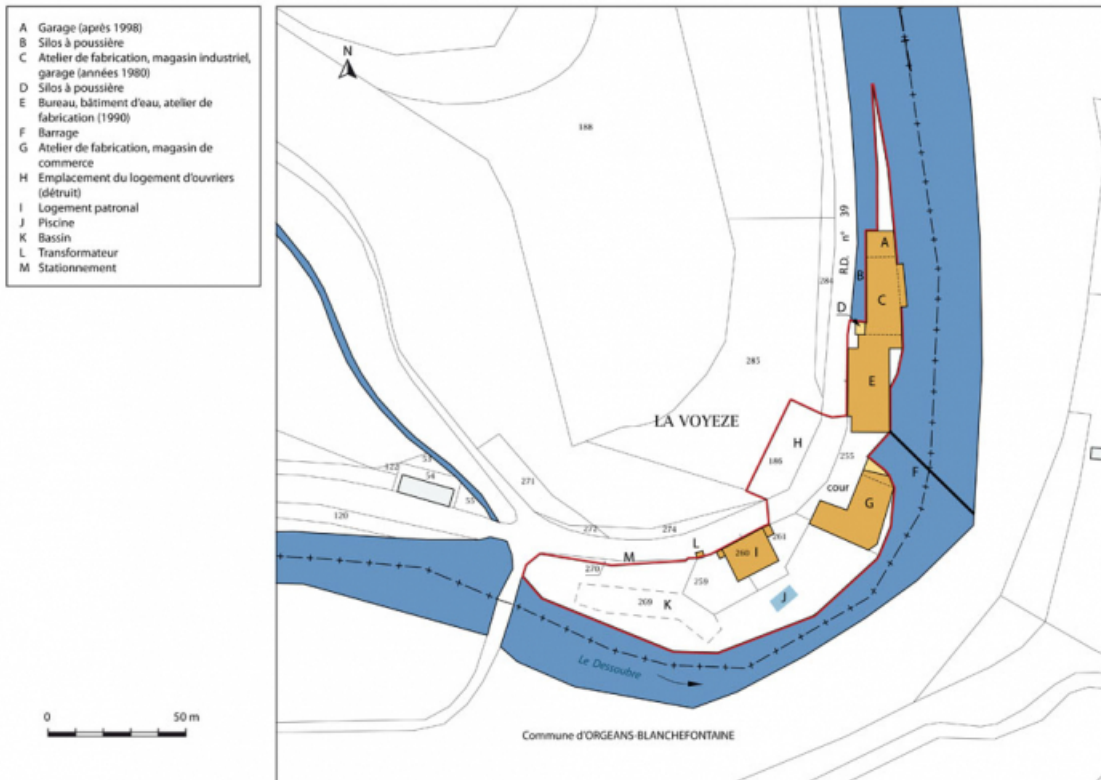 A Garage (après 1998)
B Silos à poussière
C Atelier de fabrication, magasin industriel,
garage (années 1980)
D Silos à poussière
E Bureau, bâtiment d'eau, atelier de
fabrication (1990)
F Barrage
G Atelier de fabrication, magasin de
commerce
H Emplacement du logement d'ouvriers
(détruit)
I Logement patronal
J Piscine
K Bassin
L Transformateur
M Stationnement
N
188
R.D. n° 39
A
B
C
284
D
285
E
LA VOYEZE
H
186
255
F
cour
G
53
122
54
55
271
120
272
274
261
L
M
260
I
270
259
269
K
J
Le Dessoubre
0
50 m
Commune d'ORGEANS-BLANCHEFONTAINE